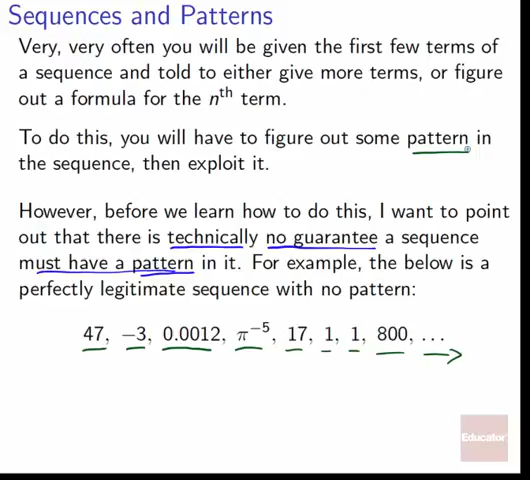 Sequences and Patterns
Very, very often you will be given the first few terms of
a sequence and told to either give more terms, or figure
out a formula for the nᵗʰ term.
To do this, you will have to figure out some pattern in
the sequence, then exploit it.
However, before we learn how to do this, I want to point
out that there is technically no guarantee a sequence
must have a pattern in it. For example, the below is a
perfectly legitimate sequence with no pattern:
47, −3, 0.0012, π⁻⁵, 17, 1, 1, 800, ...
Educator